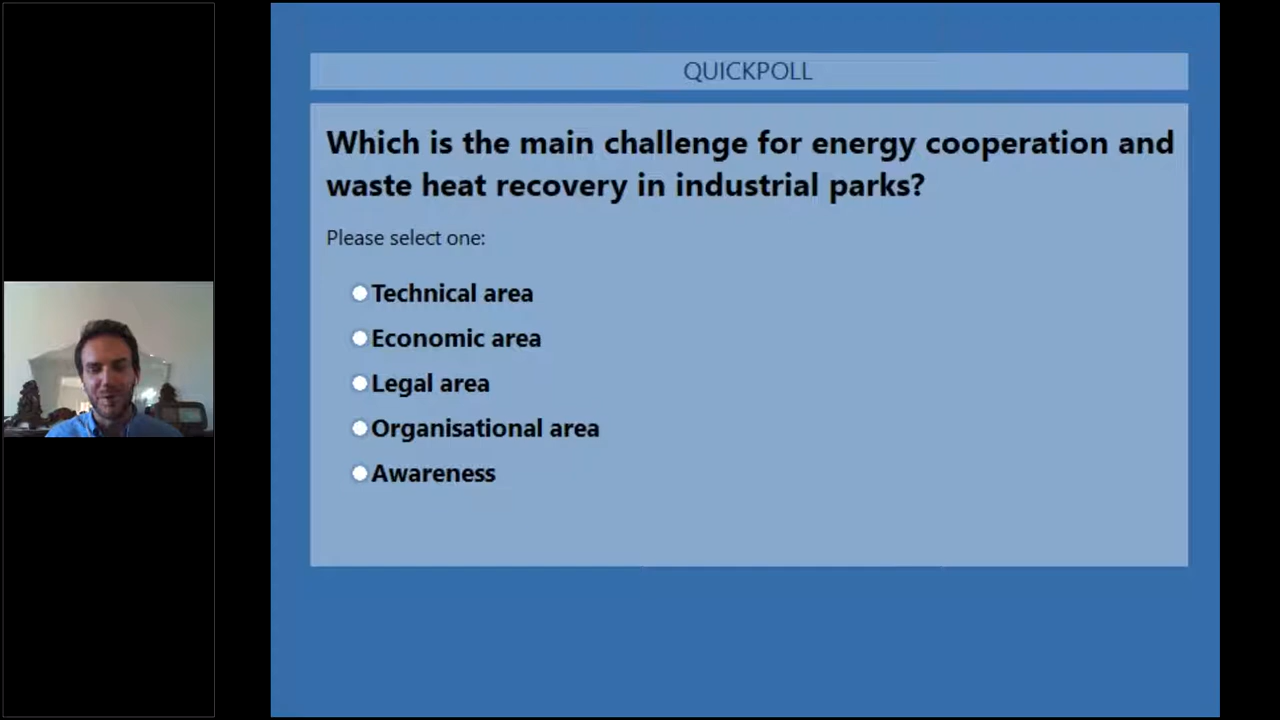 QUICKPOLL
Which is the main challenge for energy cooperation and
waste heat recovery in industrial parks?
Please select one:
Technical area
Economic area
Legal area
Organisational area
Awareness